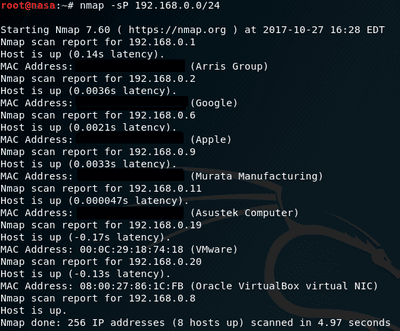 root@nasa:~# nmap -sP 192.168.0.0/24
Starting Nmap 7.60 ( https://nmap.org ) at 2017-10-27 16:28 EDT
Nmap scan report for 192.168.0.1
Host is up (0.14s latency).
MAC Address: (Arris Group)
Nmap scan report for 192.168.0.2
Host is up (0.0036s latency).
MAC Address: (Google)
Nmap scan report for 192.168.0.6
Host is up (0.0021s latency).
MAC Address: (Apple)
Nmap scan report for 192.168.0.9
Host is up (0.0033s latency).
MAC Address: (Murata Manufacturing)
Nmap scan report for 192.168.0.11
Host is up (0.000047s latency).
MAC Address: (Asustek Computer)
Nmap scan report for 192.168.0.19
Host is up (-0.17s latency).
MAC Address: 00:0C:29:18:74:18 (VMware)
Nmap scan report for 192.168.0.20
Host is up (-0.13s latency).
MAC Address: 08:00:27:86:1C:FB (Oracle VirtualBox virtual NIC)
Nmap scan report for 192.168.0.8
Host is up.
Nmap done: 256 IP addresses (8 hosts up) scanned in 4.97 seconds